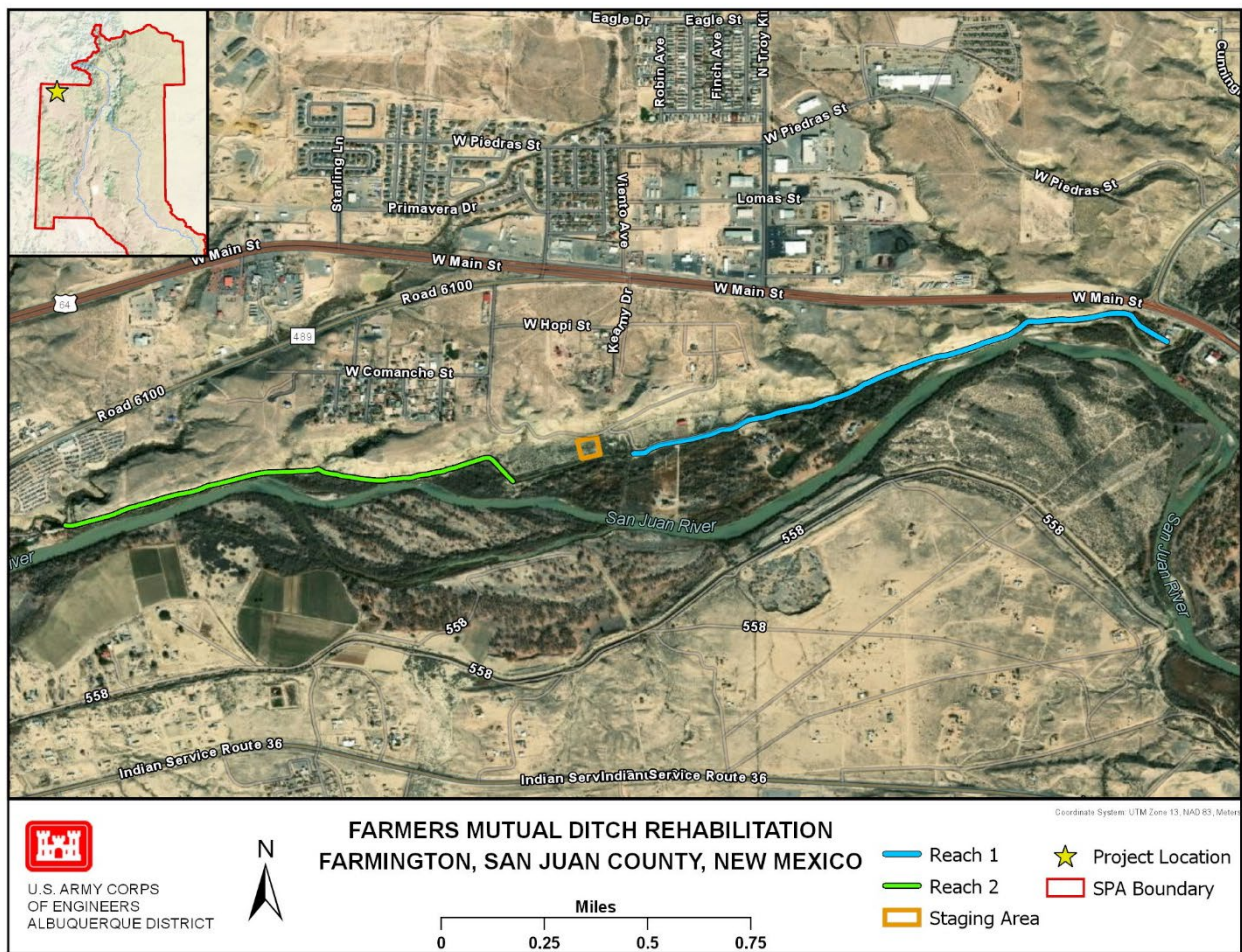 Eagle Dr
Eagle St
Robin Ave
Finch Ave
W Piedras St
W Piedras St
W Piedras St
Starling Ln
Primavera Dr
Viento Ave
Lomas St
W Main St
W Main St
W Main St
W Main St
64
Road 6100
489
W Hopi St
Kearny Dr
W Comanche St
Road 6100
San Juan River
San Juan River
558
558
558
558
558
558
Indian Service Route 36
Service Route 36
Coordinate System: UTM Zone 13, NAD 83, Meters
FARMERS MUTUAL DITCH REHABILITATION
FARMINGTON, SAN JUAN COUNTY, NEW MEXICO
U.S. ARMY CORPS
OF ENGINEERS
ALBUQUERQUE DISTRICT
N
Miles
0 0.25 0.5 0.75
Reach 1
Reach 2
Staging Area
Project Location
SPA Boundary